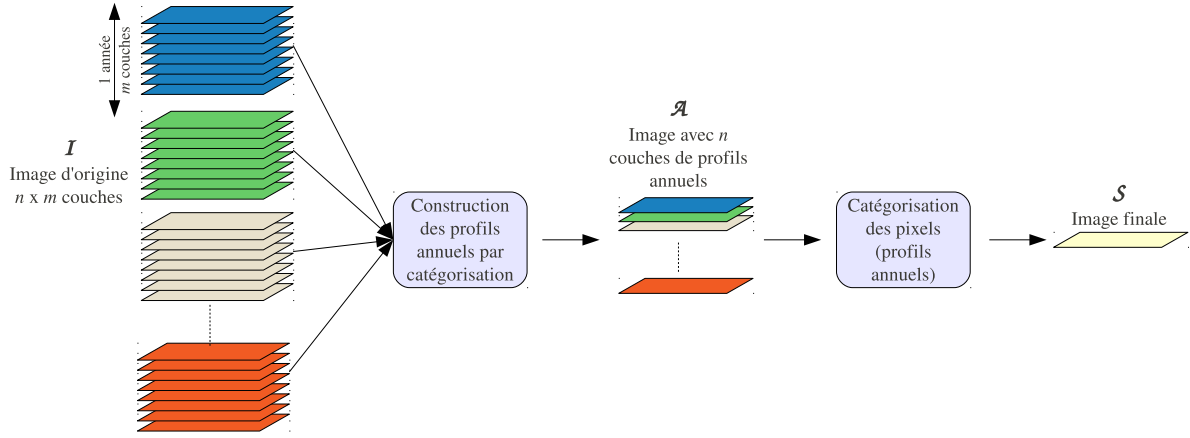 1 année
m couches
I
Image d'origine
n x m couches
Construction
des profils
annuels par
catégorisation
A
Image avec n
couches de profils
annuels
Catégorisation
des pixels
(profils
annuels)
S
Image finale